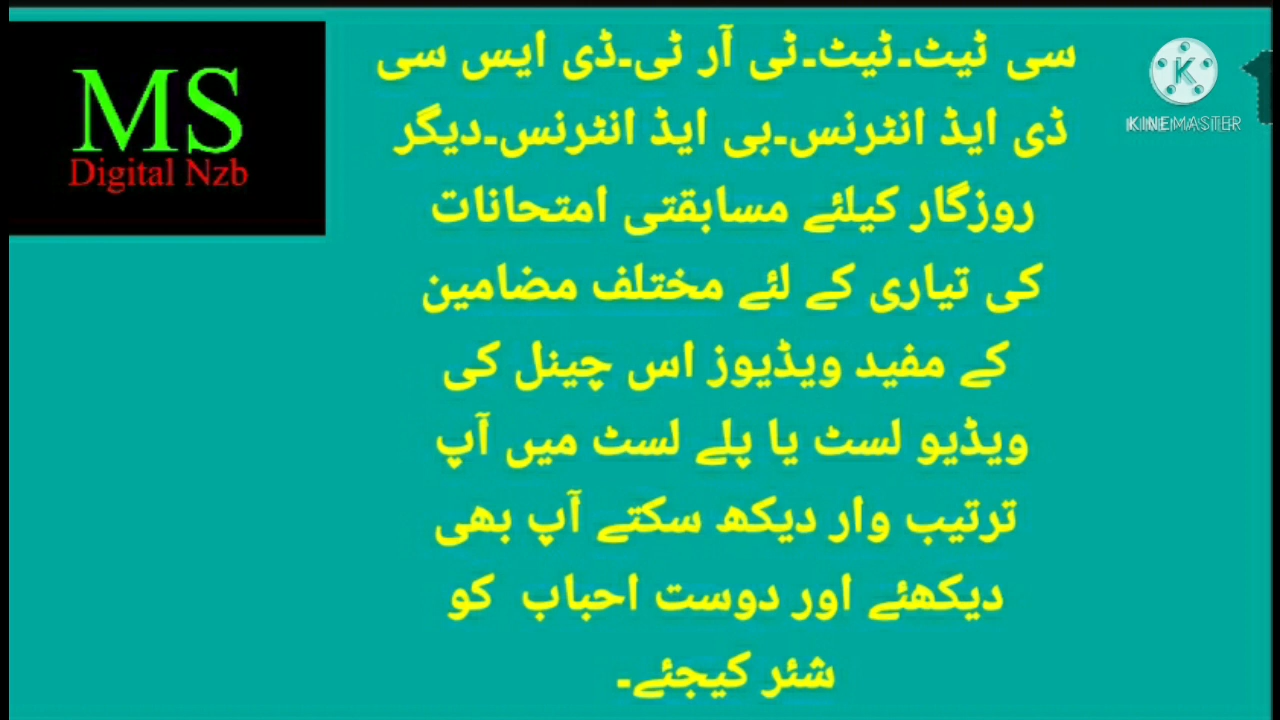 MS
Digital Nzb
KINEMASTER
سی ٹیٹ۔ٹیٹ۔ٹی آر ٹی۔ڈی ایس سی
ڈی ایڈ انٹرنس۔بی ایڈ انٹرنس۔دیگر
روزگار کیلئے مسابقتی امتحانات
کی تیاری کے لئے مختلف مضامین
کے مفید ویڈیوز اس چینل کی
ویڈیو لسٹ یا پلے لسٹ میں آپ
ترتیب وار دیکھ سکتے آپ بھی
دیکھئے اور دوست احباب کو
شئر کیجئے۔